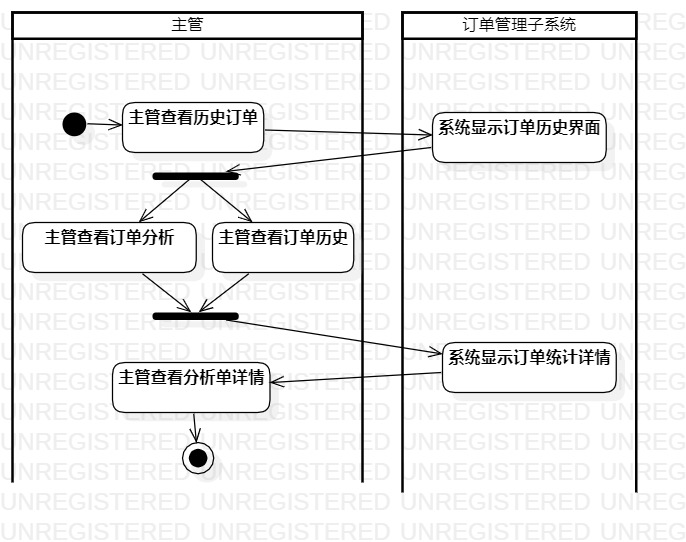 主管
订单管理子系统
主管查看历史订单
系统显示订单历史界面
主管查看订单分析
主管查看订单历史
系统显示订单统计详情
主管查看分析单详情
UNREGISTERED